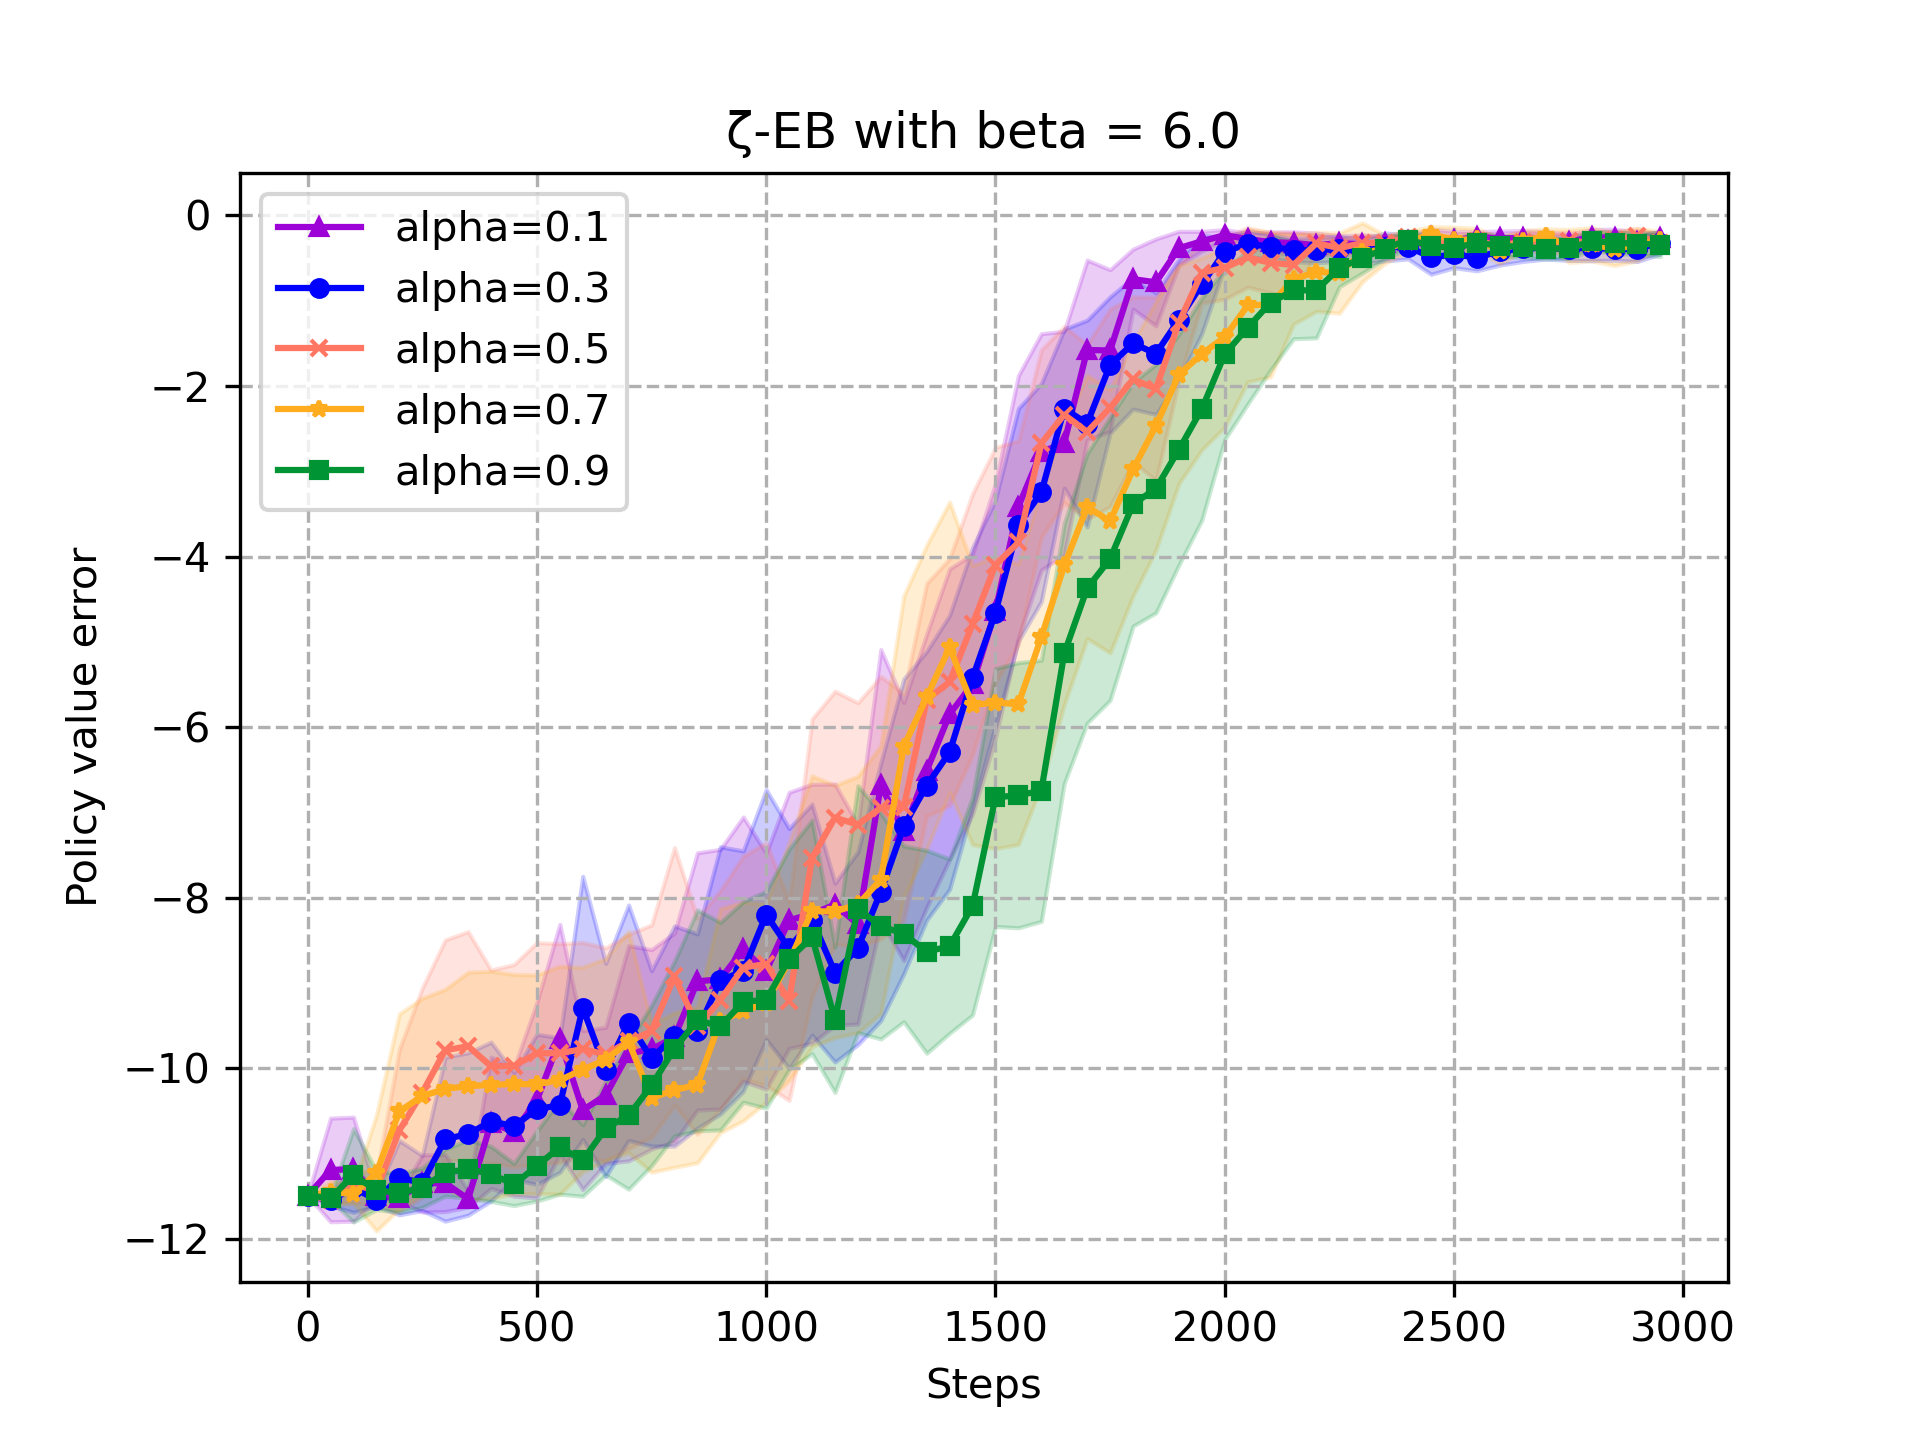 ζ-EB with beta = 6.0
alpha=0.1
alpha=0.3
alpha=0.5
alpha=0.7
alpha=0.9
Policy value error
0
−2
−4
−6
−8
−10
−12
0 500 1000 1500 2000 2500 3000
Steps